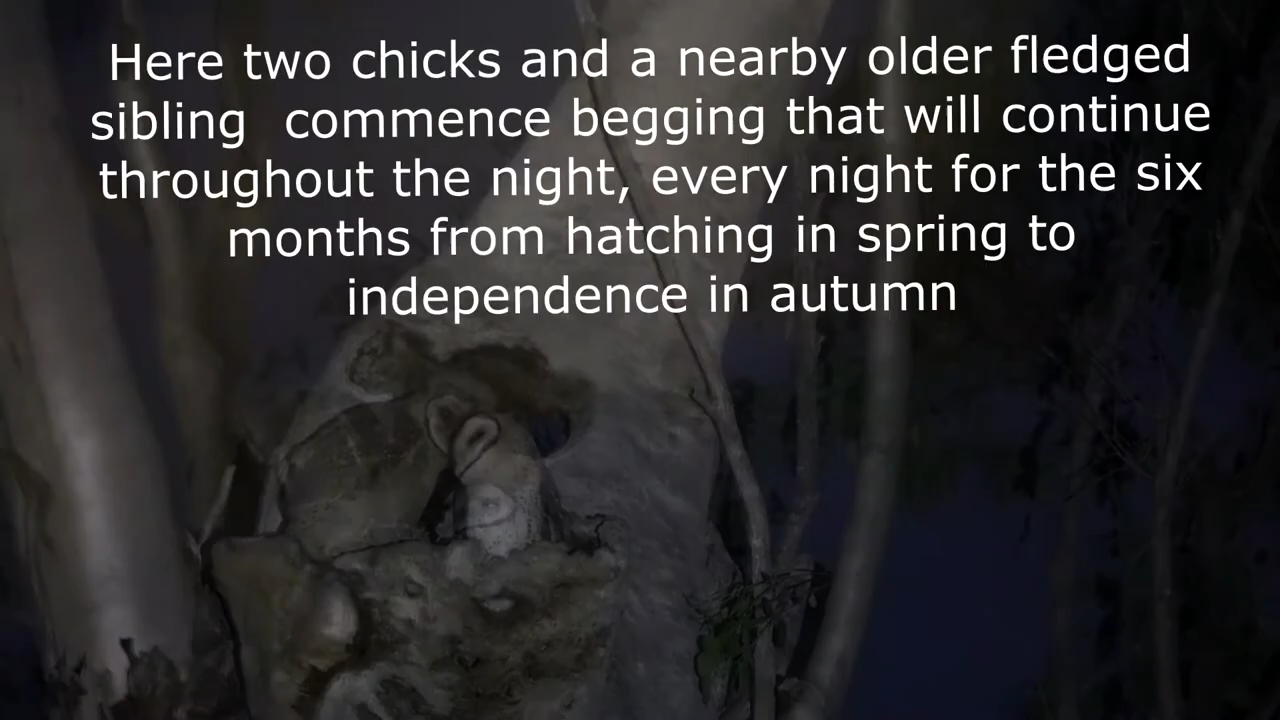 Here two chicks and a nearby older fledged
sibling  commence begging that will continue
throughout the night, every night for the six
months from hatching in spring to
independence in autumn